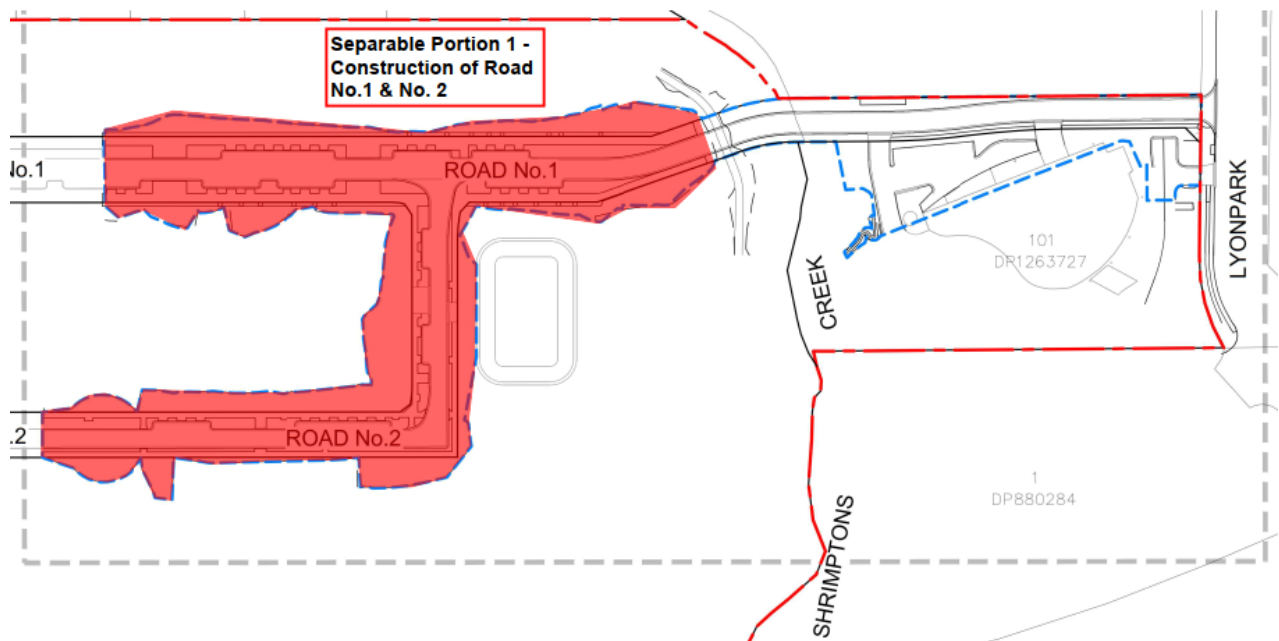 Separable Portion 1 -
Construction of Road
No.1 & No. 2
No.1
ROAD No.1
LYONPARK
101
DP1263727
CREEK
.2
ROAD No.2
1
DP880284
SHRIMPTONS